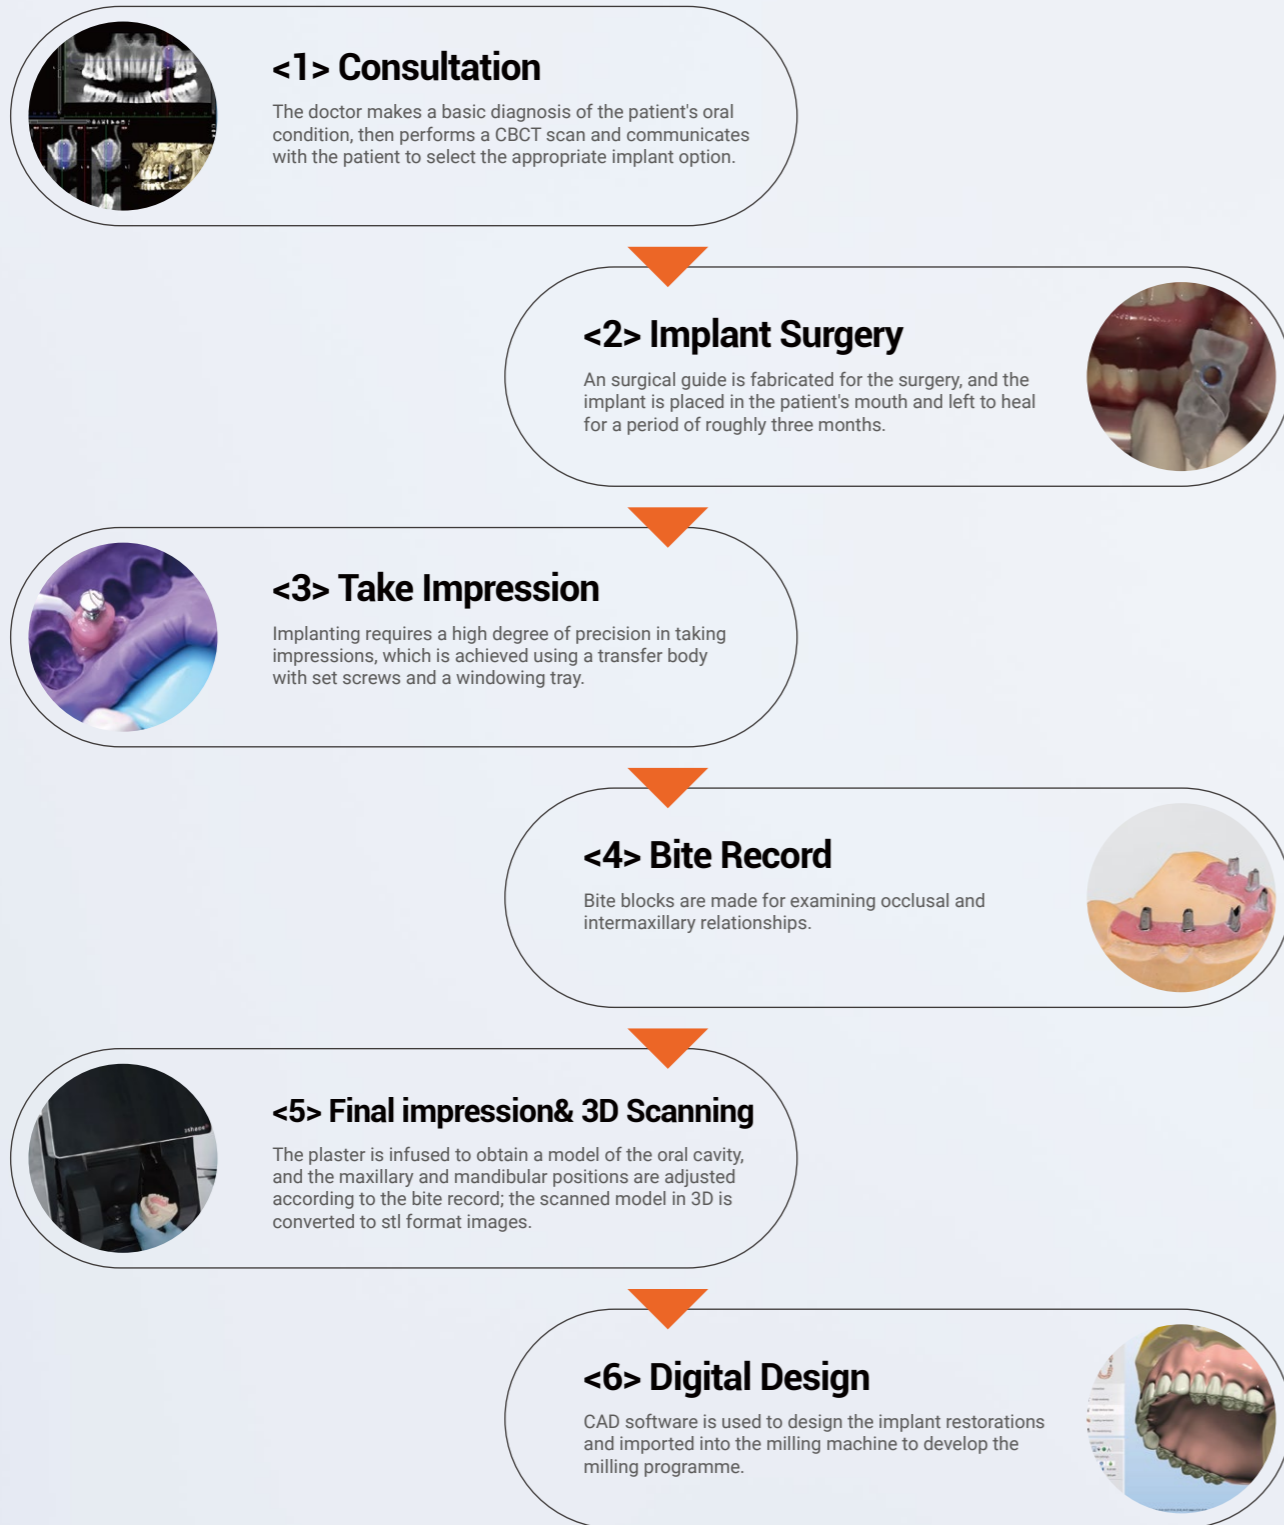 <1> Consultation
The doctor makes a basic diagnosis of the patient's oral
condition, then performs a CBCT scan and communicates
with the patient to select the appropriate implant option.
<2> Implant Surgery
An surgical guide is fabricated for the surgery, and the
implant is placed in the patient's mouth and left to heal
for a period of roughly three months.
<3> Take Impression
Implanting requires a high degree of precision in taking
impressions, which is achieved using a transfer body
with set screws and a windowing tray.
<4> Bite Record
Bite blocks are made for examining occlusal and
intermaxillary relationships.
<5> Final impression& 3D Scanning
The plaster is infused to obtain a model of the oral cavity,
and the maxillary and mandibular positions are adjusted
according to the bite record; the scanned model in 3D is
converted to stl format images.
3shape
<6> Digital Design
CAD software is used to design the implant restorations
and imported into the milling machine to develop the
milling programme.